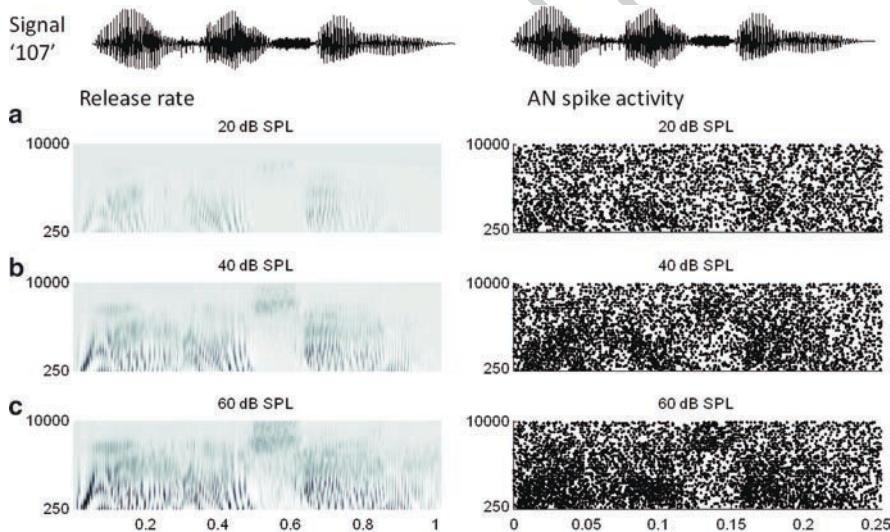 Signal
'107'
Release rate
AN spike activity
a
20 dB SPL
20 dB SPL
10000
250
10000
250
b
40 dB SPL
40 dB SPL
10000
250
10000
250
c
60 dB SPL
60 dB SPL
10000
250
10000
250
0.2 0.4 0.6 0.8 1
0 0.05 0.1 0.15 0.2 0.25